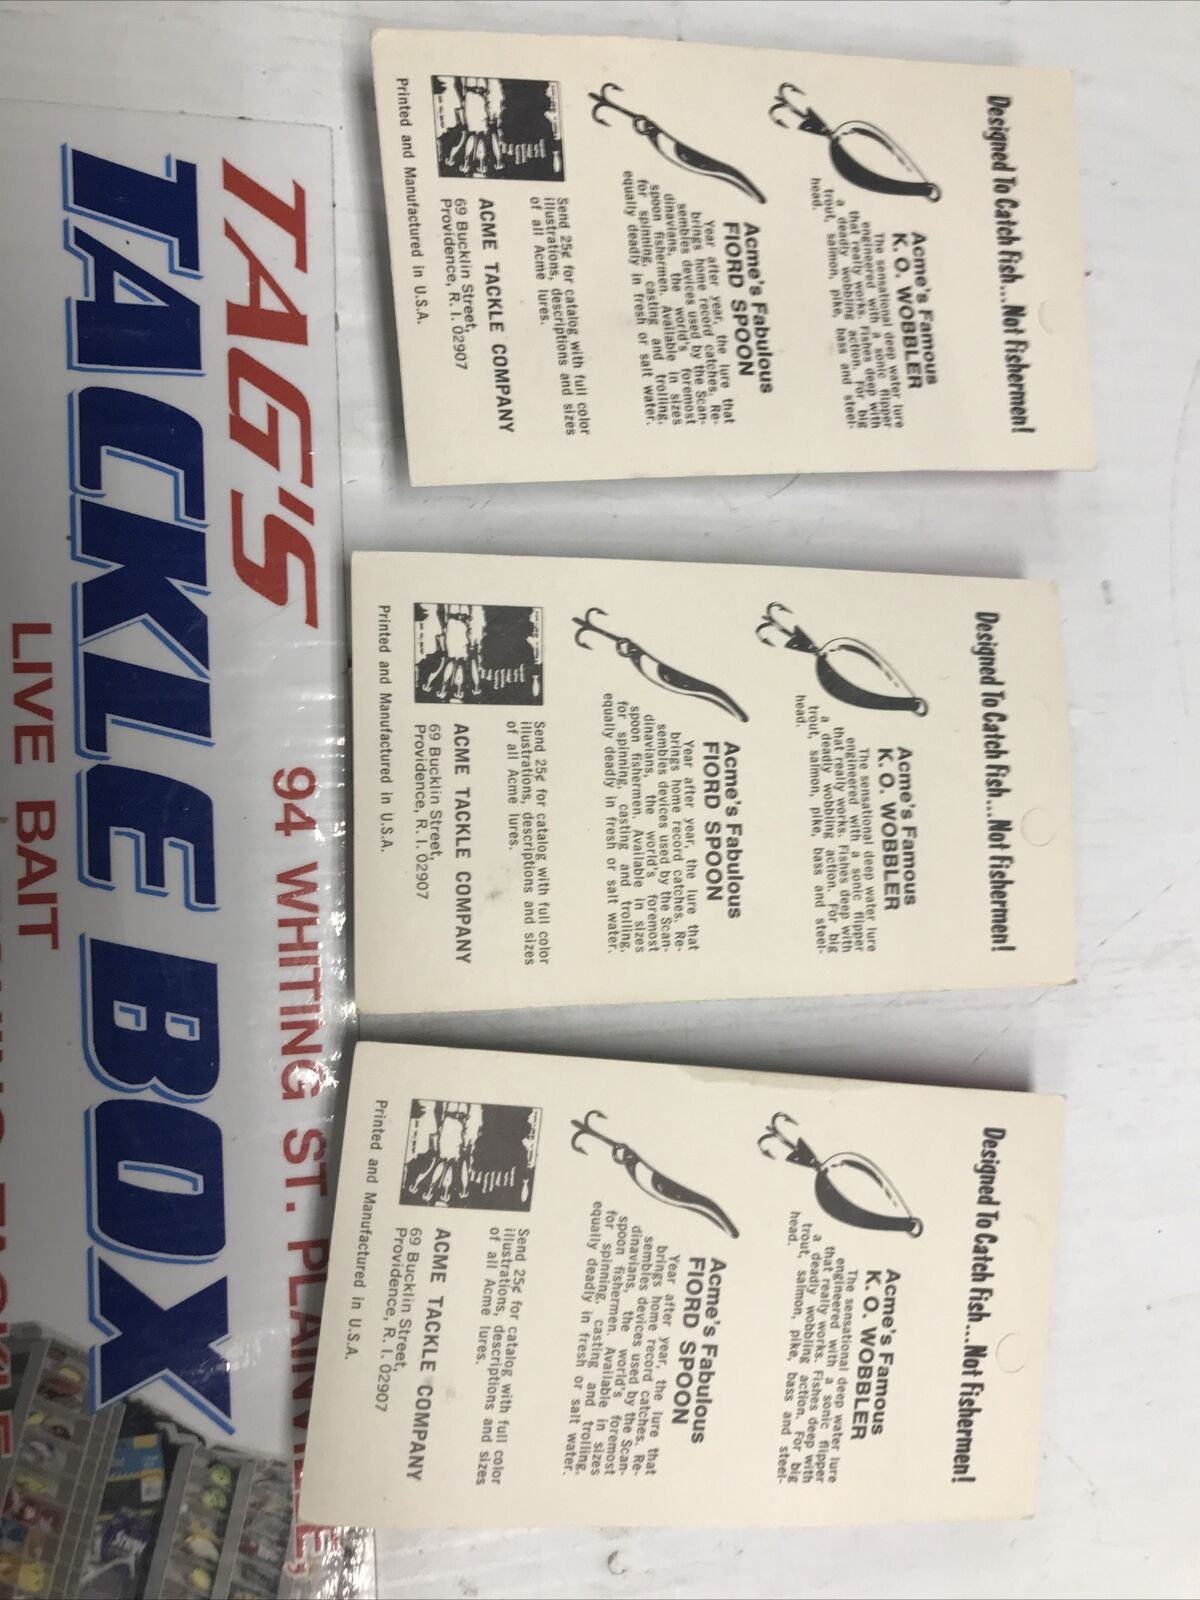 Designed To Catch Fish...Not Fishermen!
Acme's Famous
K. O. WOBBLER
The sensational deep water lure
engineered with a sonic flipper
that really works. Fishes deep with
a deadly wobbling action. For big
trout, salmon, pike, bass and steel-
head.
Acme's Fabulous
FIORD SPOON
Year after year, the lure that
brings home record catches. Re-
sembles devices used by the Scan-
dinavians, the world's foremost
spoon fishermen. Available in sizes
for spinning, casting and trolling,
equally deadly in fresh or salt water.
Send 25¢ for catalog with full color
illustrations, descriptions and sizes
of all Acme lures.
ACME TACKLE COMPANY
69 Bucklin Street,
Providence, R. I. 02907
Printed and Manufactured in U.S.A.
Designed To Catch Fish...Not Fishermen!
Acme's Famous
K. O. WOBBLER
The sensational deep water lure
engineered with a sonic flipper
that really works. Fishes deep with
a deadly wobbling action. For big
trout, salmon, pike, bass and steel-
head.
Acme's Fabulous
FIORD SPOON
Year after year, the lure that
brings home record catches. Re-
sembles devices used by the Scan-
dinavians, the world's foremost
spoon fishermen. Available in sizes
for spinning, casting and trolling,
equally deadly in fresh or salt water.
Send 25¢ for catalog with full color
illustrations, descriptions and sizes
of all Acme lures.
ACME TACKLE COMPANY
69 Bucklin Street,
Providence, R. I. 02907
Printed and Manufactured in U.S.A.
Designed To Catch Fish...Not Fishermen!
Acme's Famous
K. O. WOBBLER
The sensational deep water lure
engineered with a sonic flipper
that really works. Fishes deep with
a deadly wobbling action. For big
trout, salmon, pike, bass and steel-
head.
Acme's Fabulous
FIORD SPOON
Year after year, the lure that
brings home record catches. Re-
sembles devices used by the Scan-
dinavians, the world's foremost
spoon fishermen. Available in sizes
for spinning, casting and trolling,
equally deadly in fresh or salt water.
Send 25¢ for catalog with full color
illustrations, descriptions and sizes
of all Acme lures.
ACME TACKLE COMPANY
69 Bucklin Street,
Providence, R. I. 02907
Printed and Manufactured in U.S.A.
TAG'S
TACKLE BOX
94 WHITING ST. PLAINVILLE,
LIVE BAIT